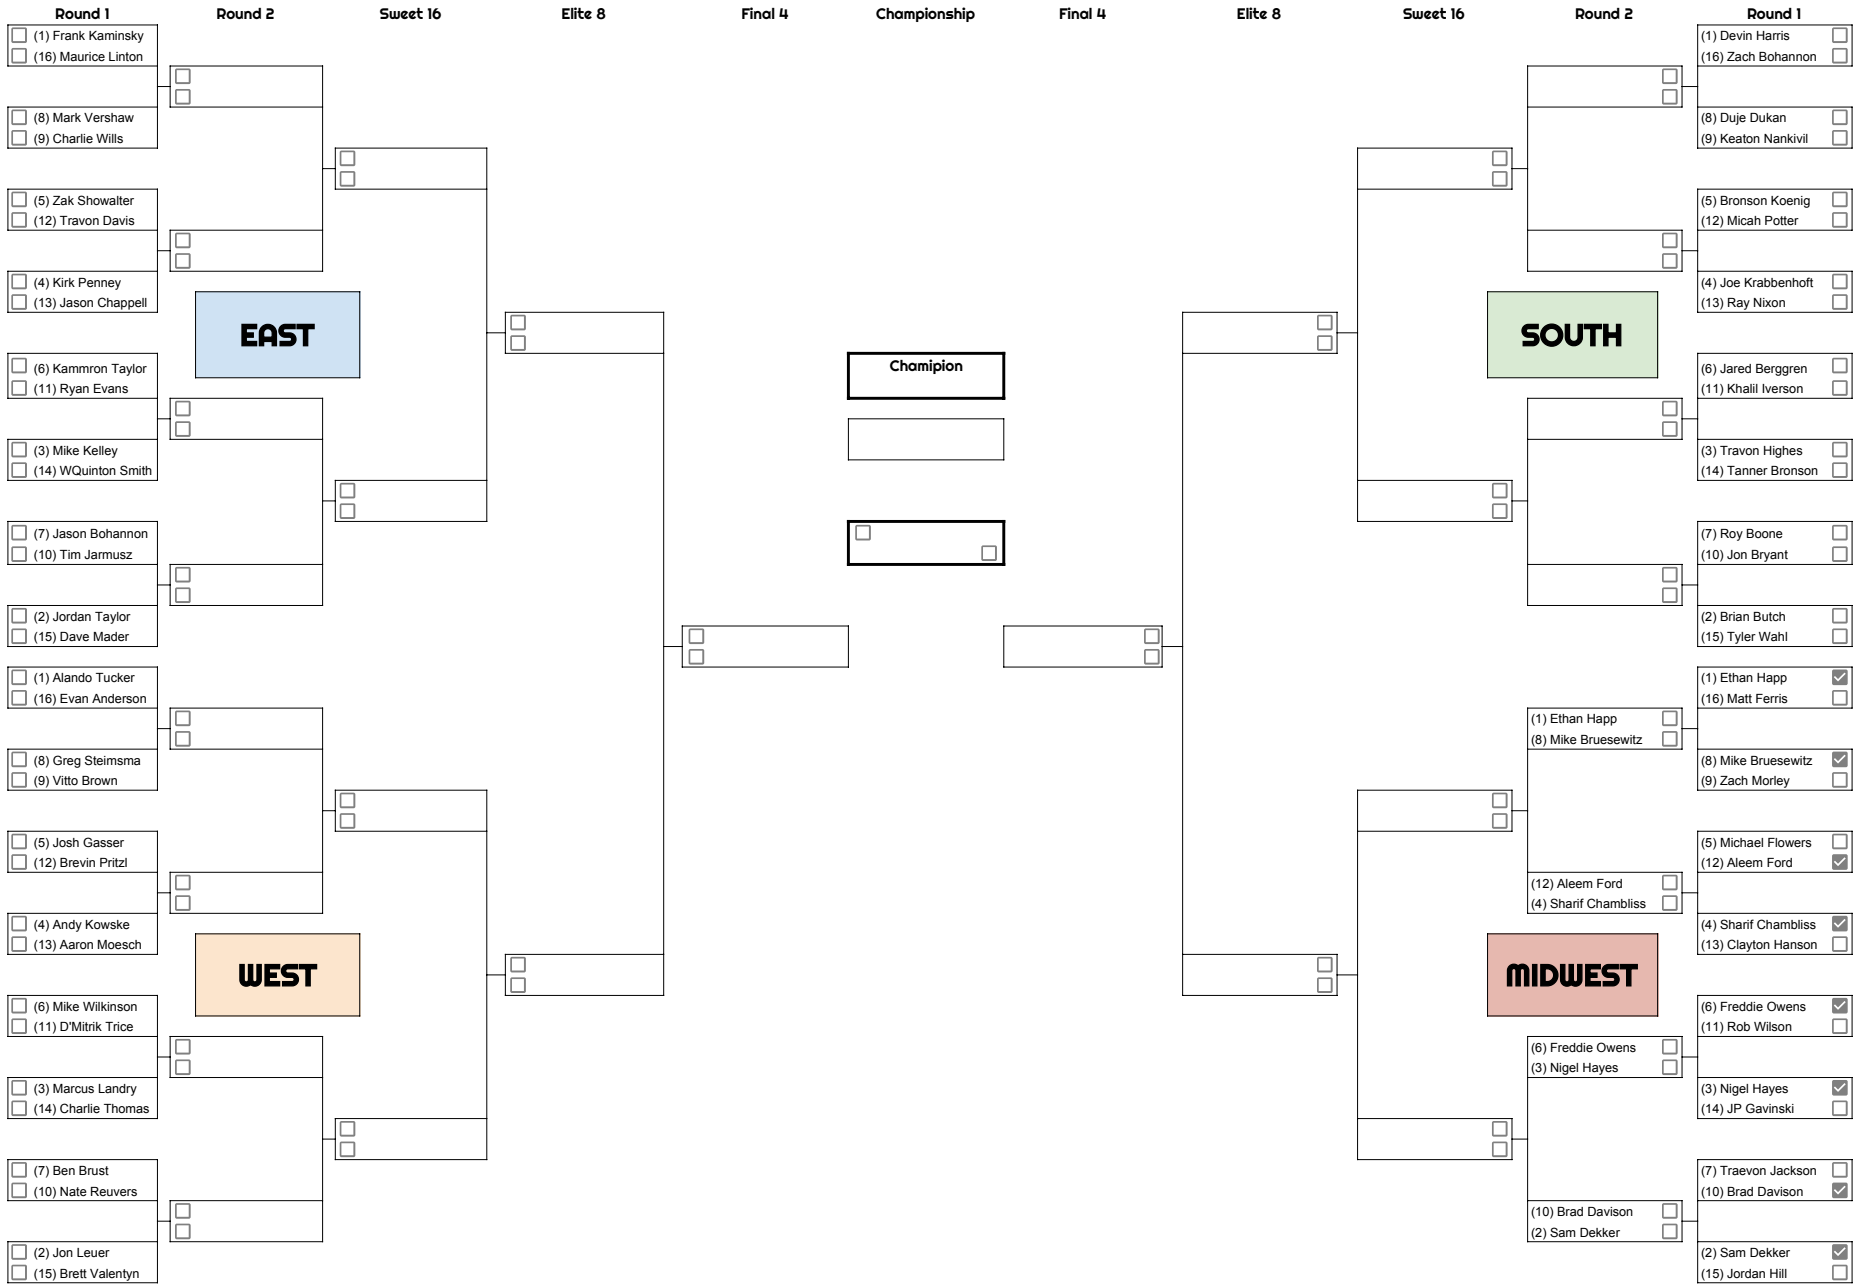 Round 1
Round 2
Sweet 16
Elite 8
Final 4
Championship
Final 4
Elite 8
Sweet 16
Round 2
Round 1
(1) Frank Kaminsky
(16) Maurice Linton
(8) Mark Vershaw
(9) Charlie Wills
(5) Zak Showalter
(12) Travon Davis
(4) Kirk Penney
(13) Jason Chappell
EAST
(6) Kammron Taylor
(11) Ryan Evans
(3) Mike Kelley
(14) WQuinton Smith
(7) Jason Bohannon
(10) Tim Jarmusz
(2) Jordan Taylor
(15) Dave Mader
(1) Alando Tucker
(16) Evan Anderson
(8) Greg Steimsma
(9) Vitto Brown
(5) Josh Gasser
(12) Brevin Pritzl
(4) Andy Kowske
(13) Aaron Moesch
WEST
(6) Mike Wilkinson
(11) D'Mitrik Trice
(3) Marcus Landry
(14) Charlie Thomas
(7) Ben Brust
(10) Nate Reuvers
(2) Jon Leuer
(15) Brett Valentyn
Chamipion
(1) Devin Harris
(16) Zach Bohannon
(8) Duje Dukan
(9) Keaton Nankivil
(5) Bronson Koenig
(12) Micah Potter
(4) Joe Krabbenhoft
(13) Ray Nixon
SOUTH
(6) Jared Berggren
(11) Khalil Iverson
(3) Travon Highes
(14) Tanner Bronson
(7) Roy Boone
(10) Jon Bryant
(2) Brian Butch
(15) Tyler Wahl
(1) Ethan Happ
(16) Matt Ferris
(1) Ethan Happ
(8) Mike Bruesewitz
(8) Mike Bruesewitz
(9) Zach Morley
(5) Michael Flowers
(12) Aleem Ford
(12) Aleem Ford
(4) Sharif Chambliss
(4) Sharif Chambliss
(13) Clayton Hanson
MIDWEST
(6) Freddie Owens
(11) Rob Wilson
(6) Freddie Owens
(3) Nigel Hayes
(3) Nigel Hayes
(14) JP Gavinski
(7) Traevon Jackson
(10) Brad Davison
(10) Brad Davison
(2) Sam Dekker
(2) Sam Dekker
(15) Jordan Hill